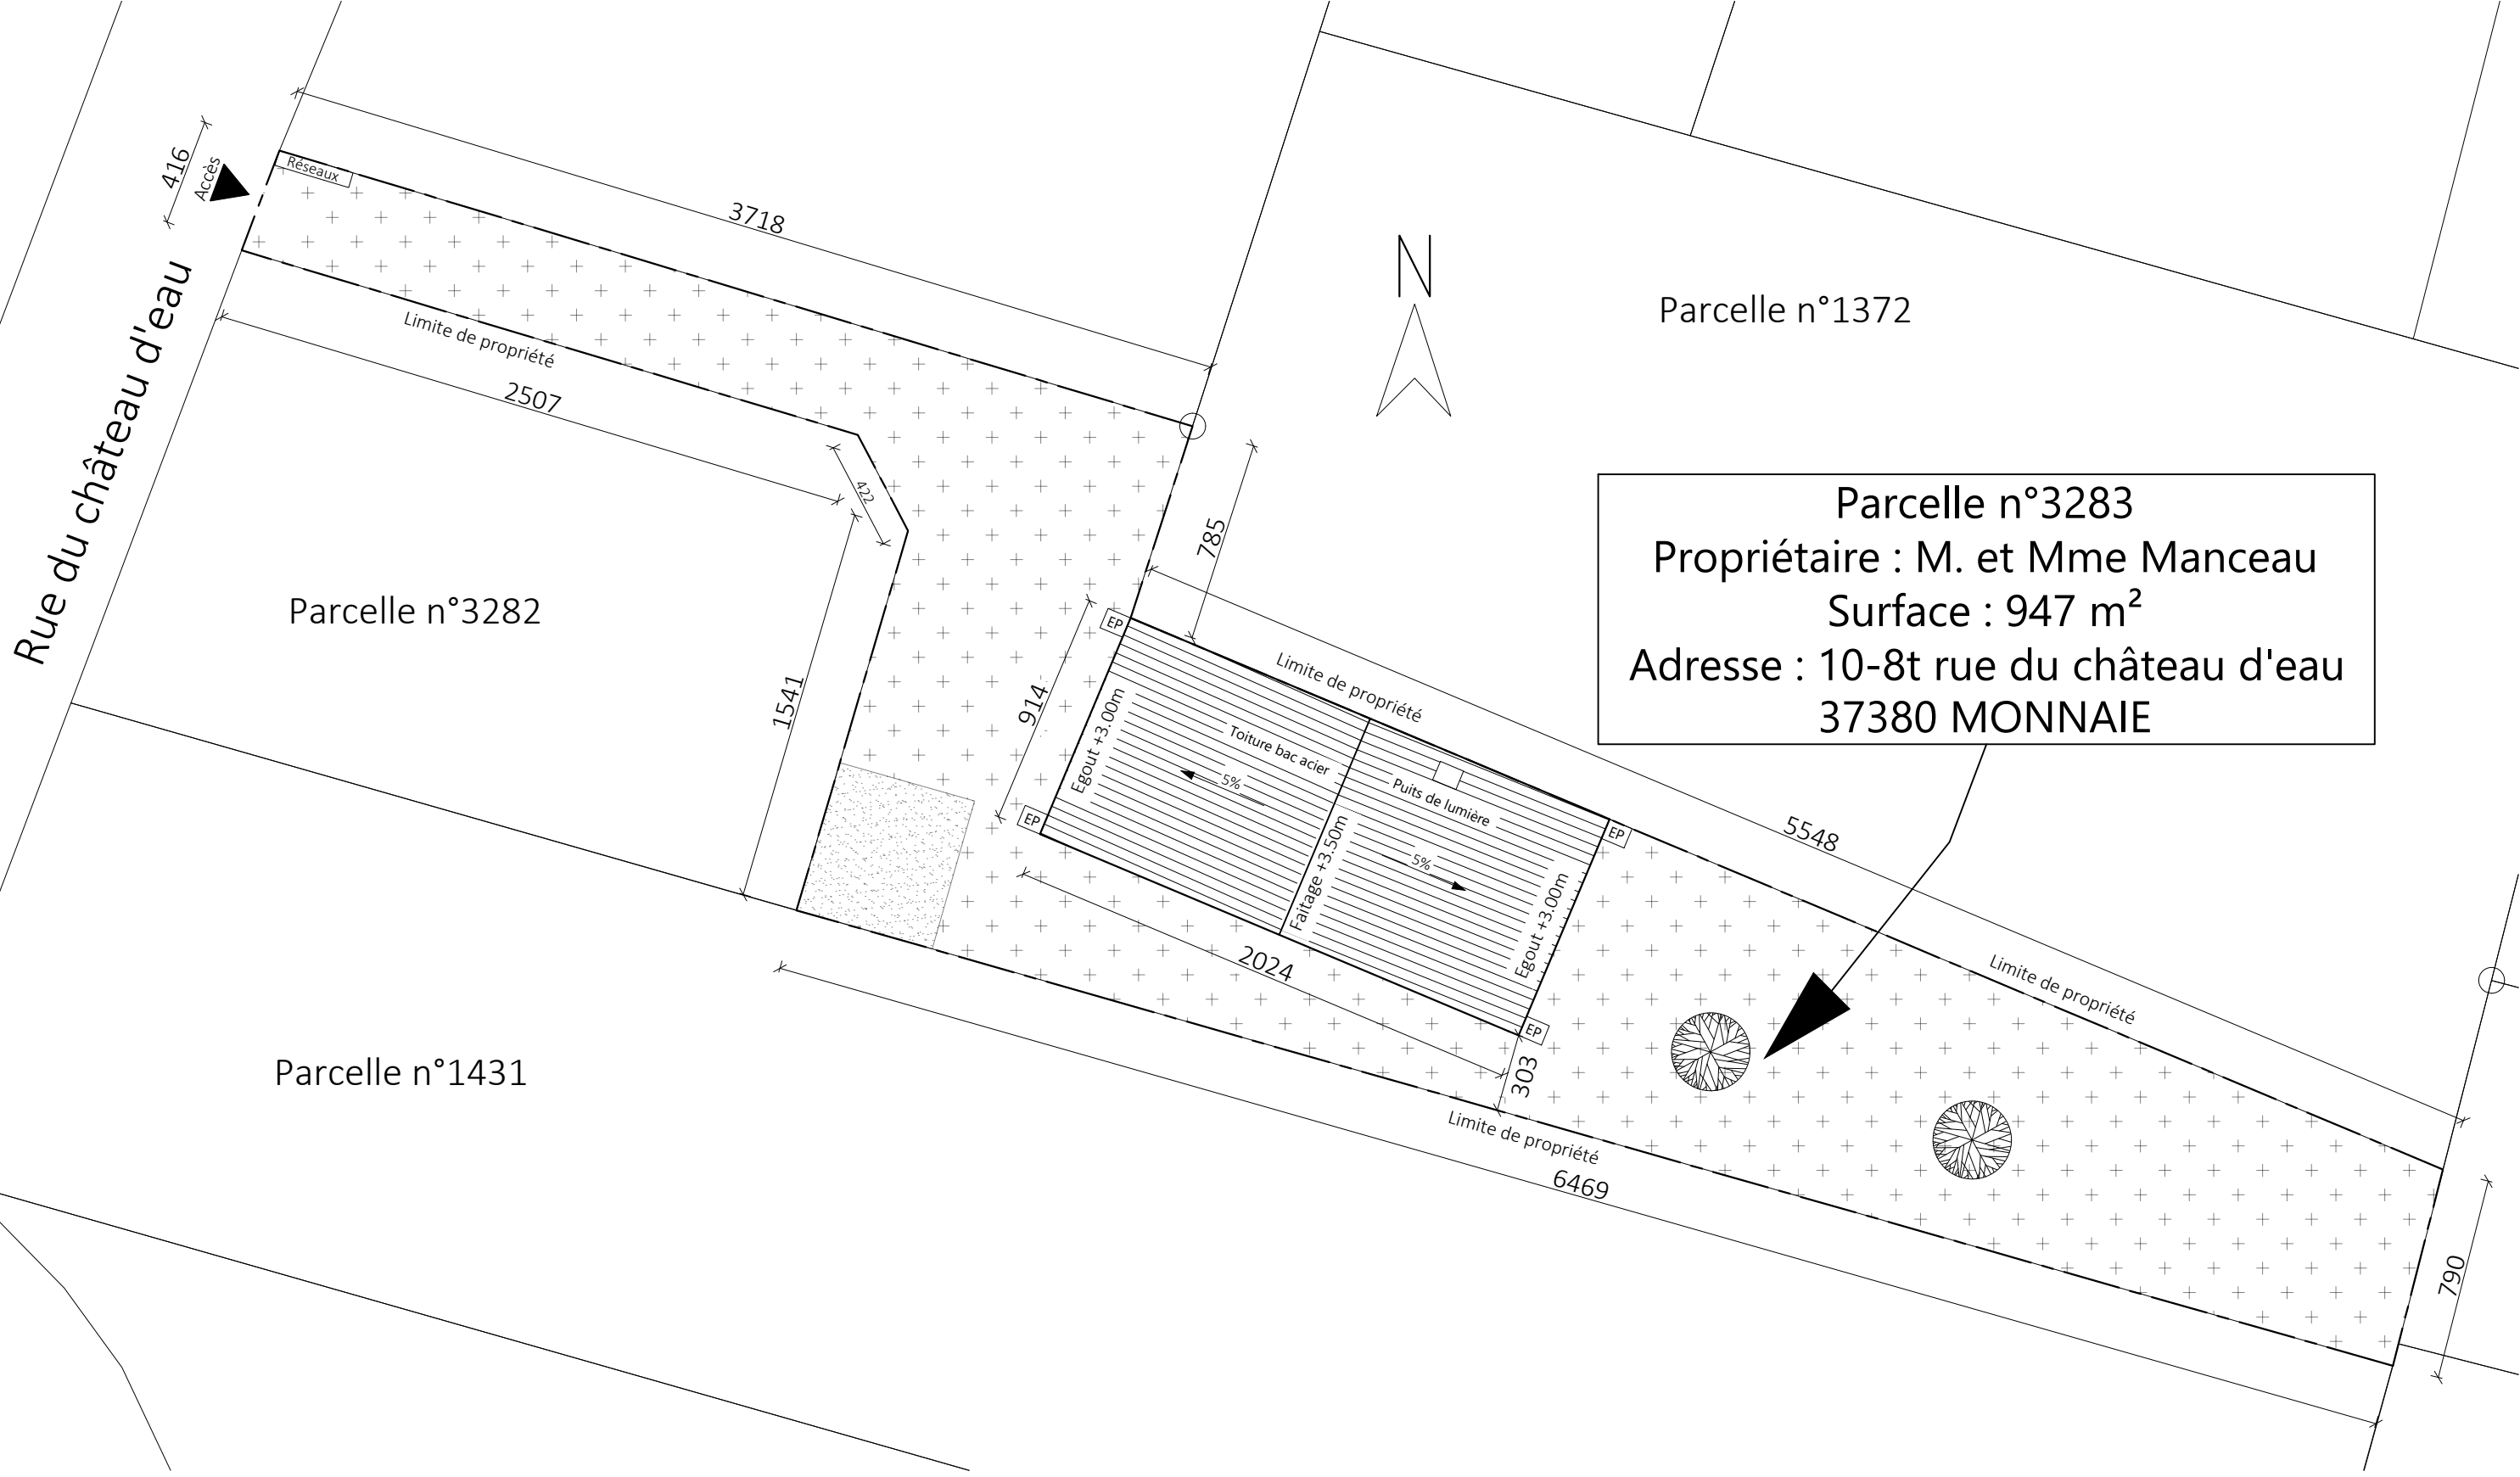 416
Accès
Réseaux
3718
Rue du château d'eau
Limite de propriété
2507
N
Parcelle n°1372
422
785
Parcelle n°3283
Propriétaire : M. et Mme Manceau
Surface : 947 m²
Adresse : 10-8t rue du château d'eau
37380 MONNAIE
Parcelle n°3282
1541
914
EP
Limite de propriété
Egout +3.00m
Toiture bac acier
5%
Puits de lumière
EP
Faitage +3.50m
5%
EP
5548
Egout +3.00m
2024
Limite de propriété
EP
303
Parcelle n°1431
Limite de propriété
6469
790